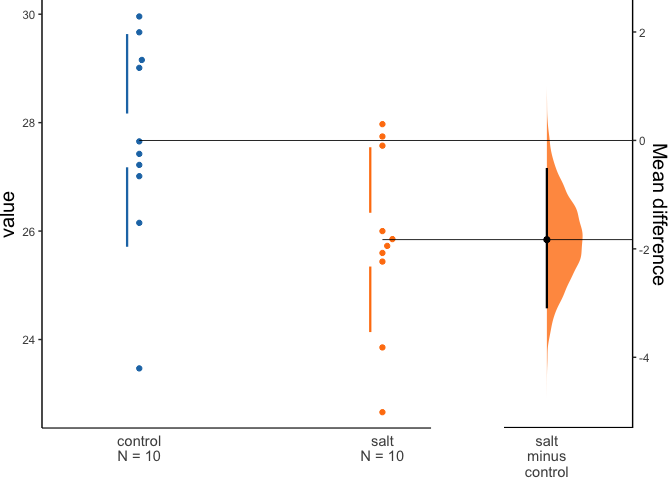 30
28
26
24
value
control
N = 10
salt
N = 10
2
0
-2
-4
Mean difference
salt
minus
control